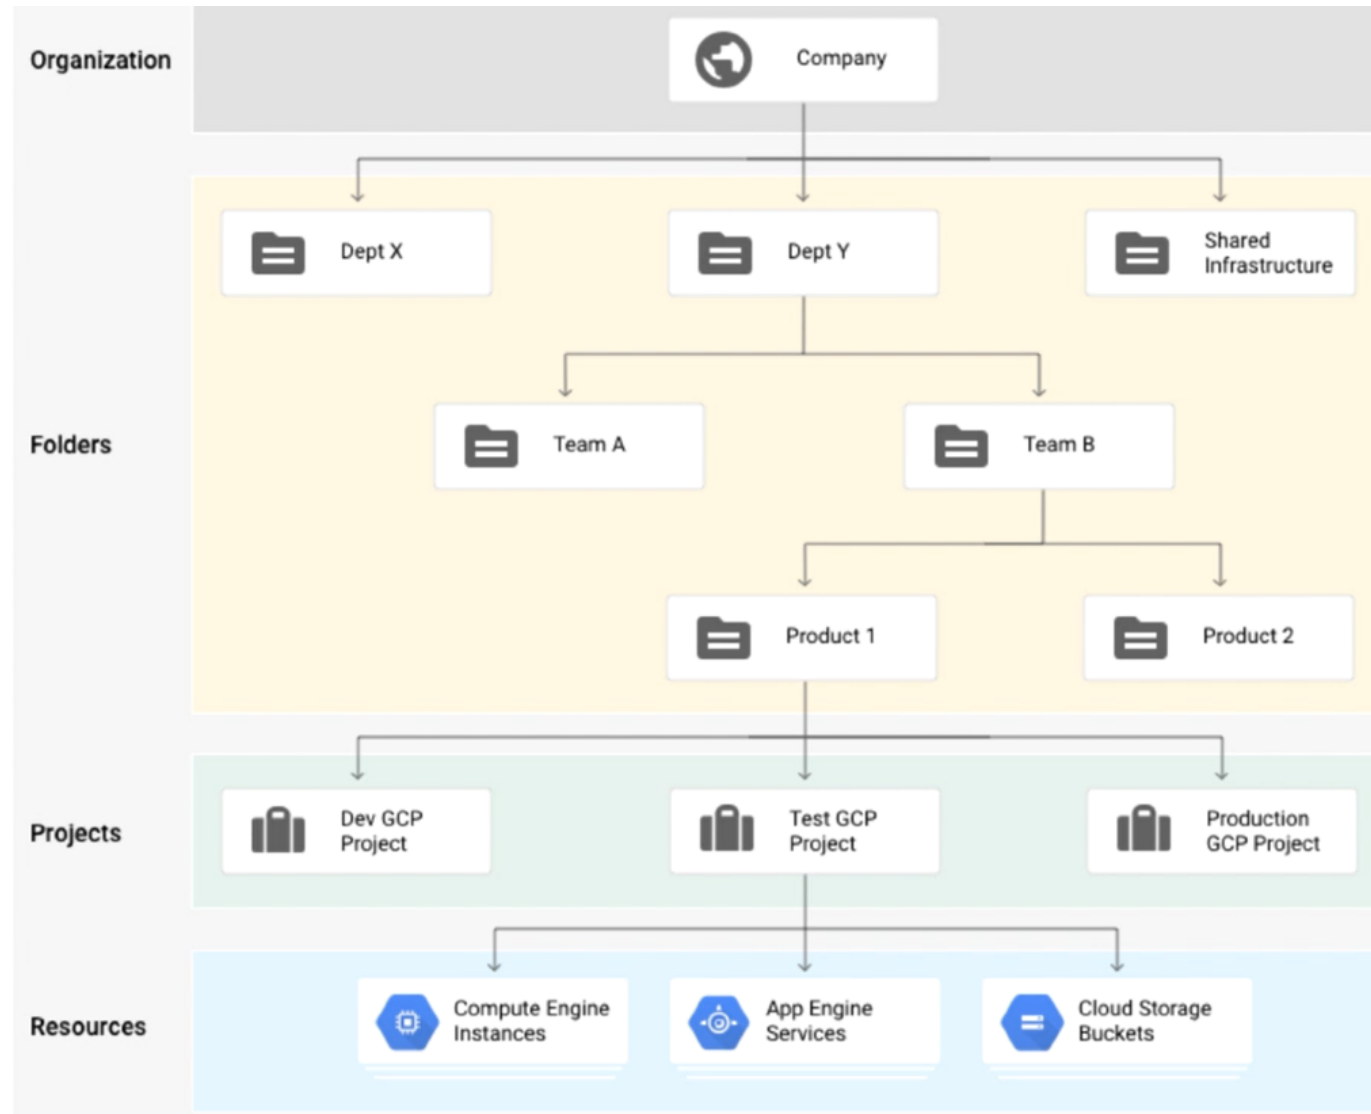 Organization
Company
Dept X
Dept Y
Shared
Infrastructure
Folders
Team A
Team B
Product 1
Product 2
Projects
Dev GCP
Project
Test GCP
Project
Production
GCP Project
Resources
Compute Engine
Instances
App Engine
Services
Cloud Storage
Buckets